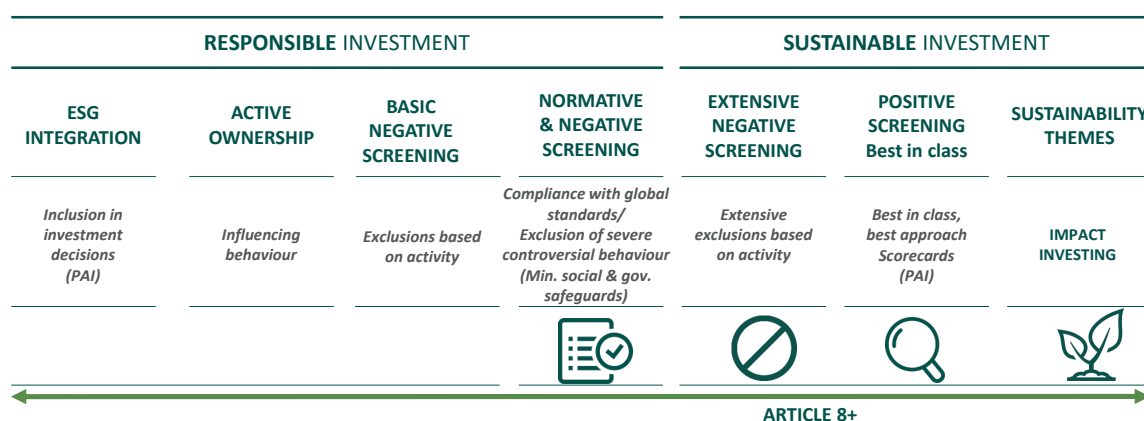 RESPONSIBLE INVESTMENT
SUSTAINABLE INVESTMENT
ESG
INTEGRATION
ACTIVE
OWNERSHIP
BASIC
NEGATIVE
SCREENING
NORMATIVE
& NEGATIVE
SCREENING
EXTENSIVE
NEGATIVE
SCREENING
POSITIVE
SCREENING
Best in class
SUSTAINABILITY
THEMES
Inclusion in
investment
decisions
(PAI)
Influencing
behaviour
Exclusions based
on activity
Compliance with global
standards/
Exclusion of severe
controversial behaviour
(Min. social & gov.
safeguards)
Extensive
exclusions based
on activity
Best in class,
best approach
Scorecards
(PAI)
IMPACT
INVESTING
ARTICLE 8+